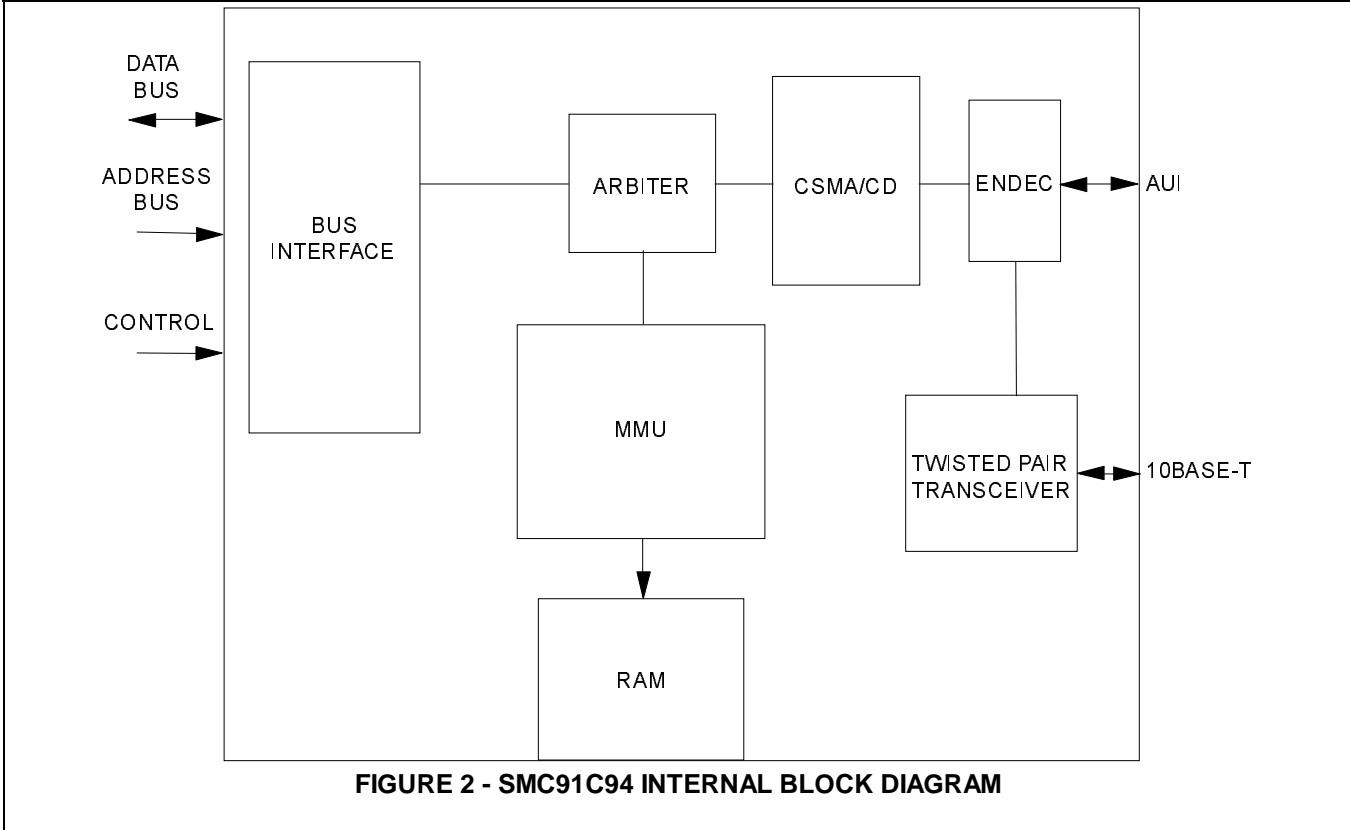 DATA
BUS
ADDRESS
BUS
CONTROL
BUS
INTERFACE
ARBITER
CSMA/CD
ENDEC
AUI
MMU
TWISTED PAIR
TRANSCEIVER
10BASE-T
RAM
FIGURE 2 - SMC91C94 INTERNAL BLOCK DIAGRAM